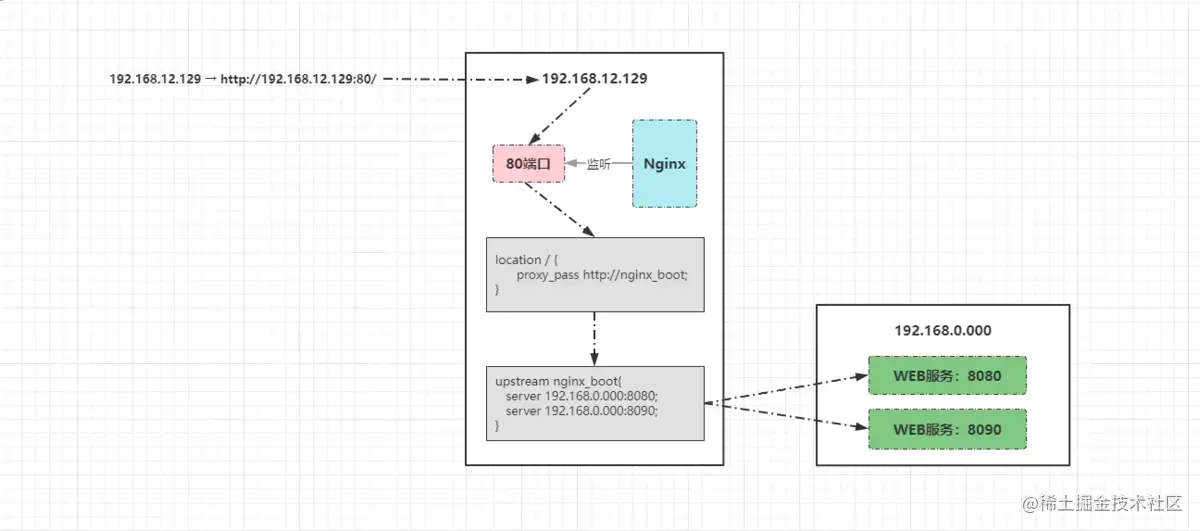 192.168.12.129 → http://192.168.12.129:80/
192.168.12.129
80端口
监听
Nginx
location / {
proxy_pass http://nginx_boot;
}
upstream nginx_boot{
server 192.168.0.000:8080;
server 192.168.0.000:8090;
}
192.168.0.000
WEB服务：8080
WEB服务：8090
@稀土掘金技术社区